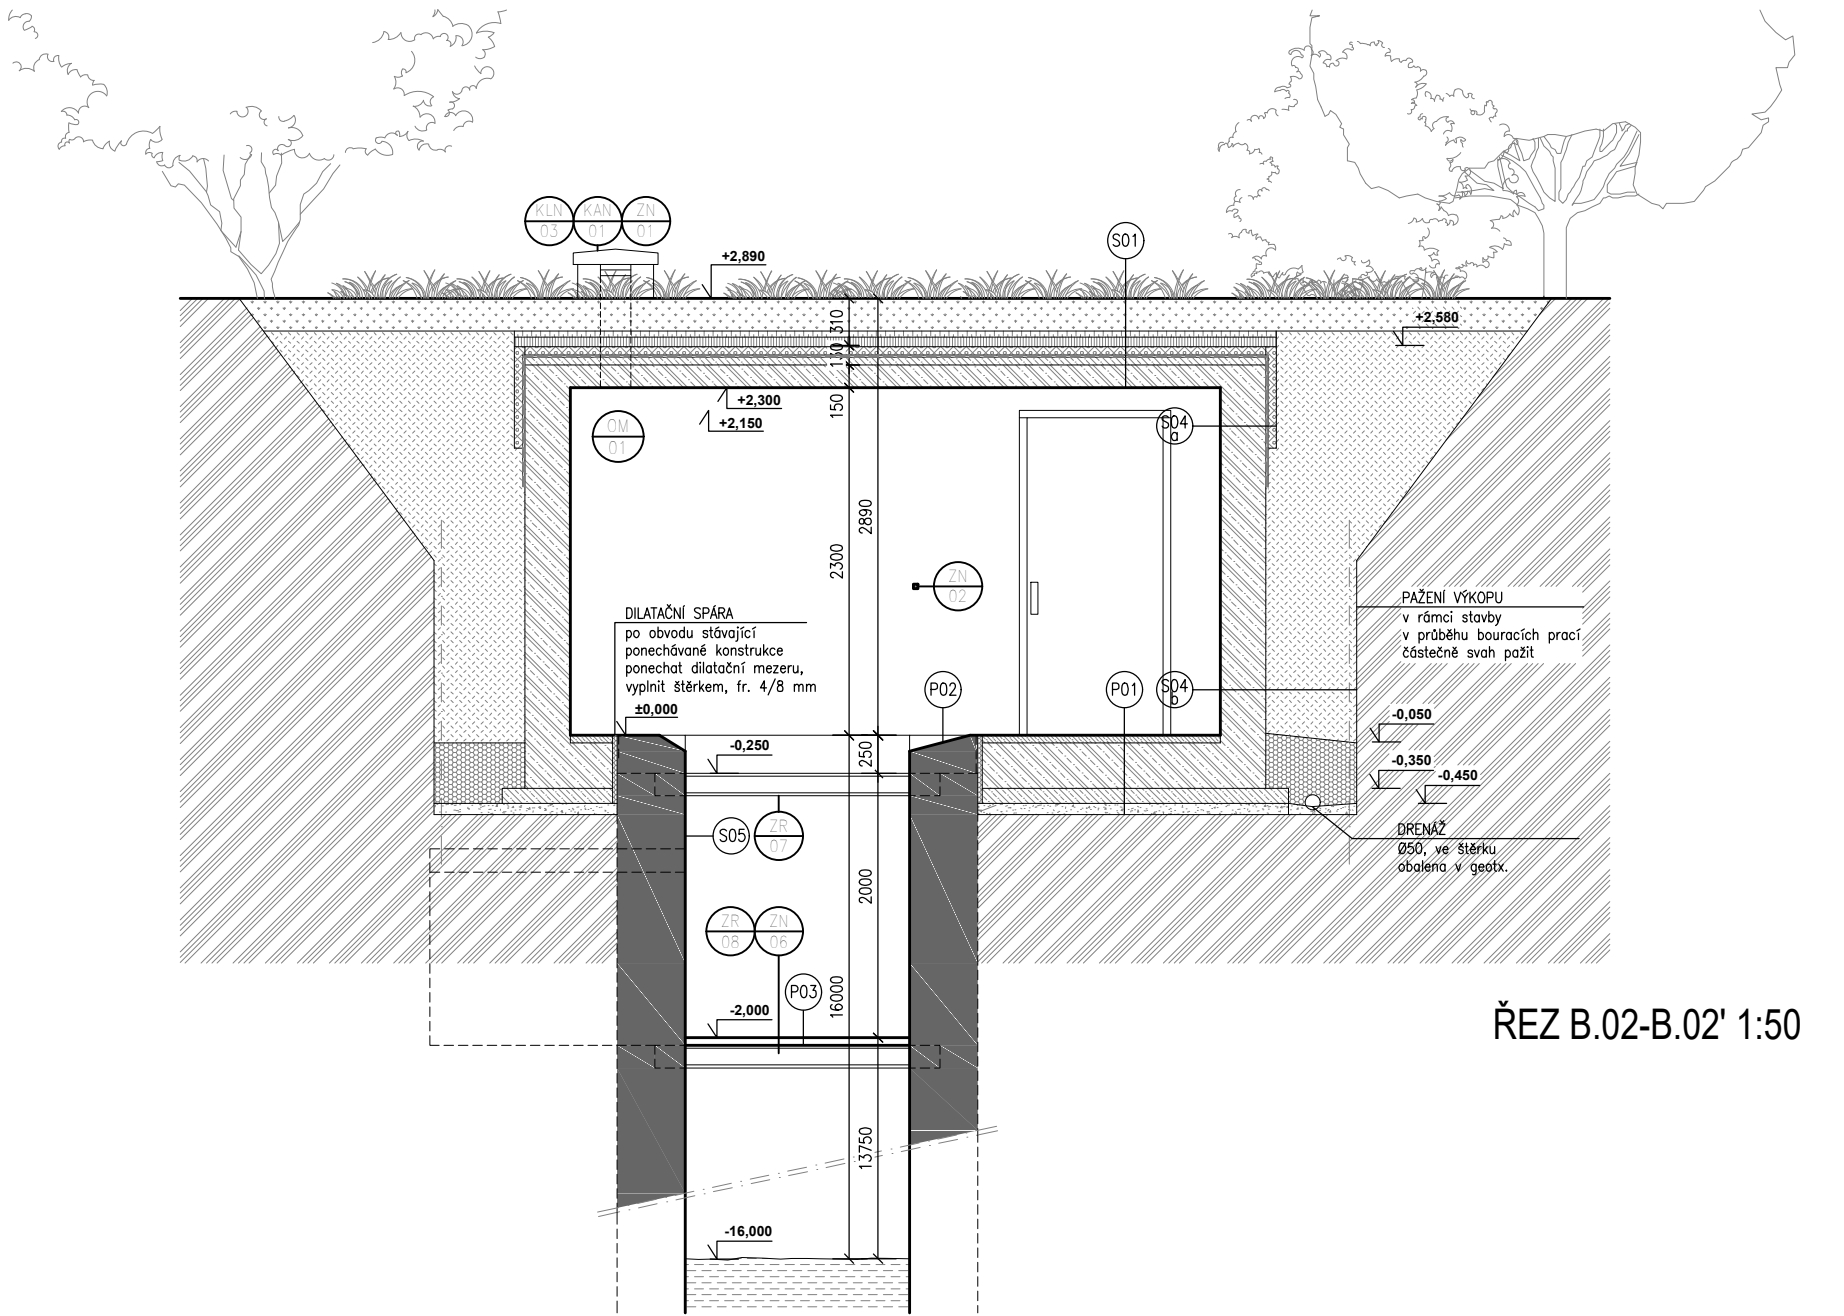 KLN
03
KAN
01
ZN
01
S01
+2,890
310
+2,580
130
+2,300
+2,150
150
OM
01
S04
a
2890
2300
ZN
02
DILATAČNÍ SPÁRA
po obvodu stávající
ponechávané konstrukce
ponechat dilatační mezeru,
vyplnit štěrkem, fr. 4/8 mm
±0,000
PAŽENÍ VÝKOPU
v rámci stavby
v průběhu bouracích prací
částečně svah pažit
P02
P01
S04
b
-0,050
-0,250
250
-0,350
-0,450
S05
ZR
07
DRENÁŽ
Ø50, ve štěrku
obalena v geotx.
2000
ZR
08
ZN
06
P03
16000
-2,000
ŘEZ B.02-B.02' 1:50
13750
-16,000